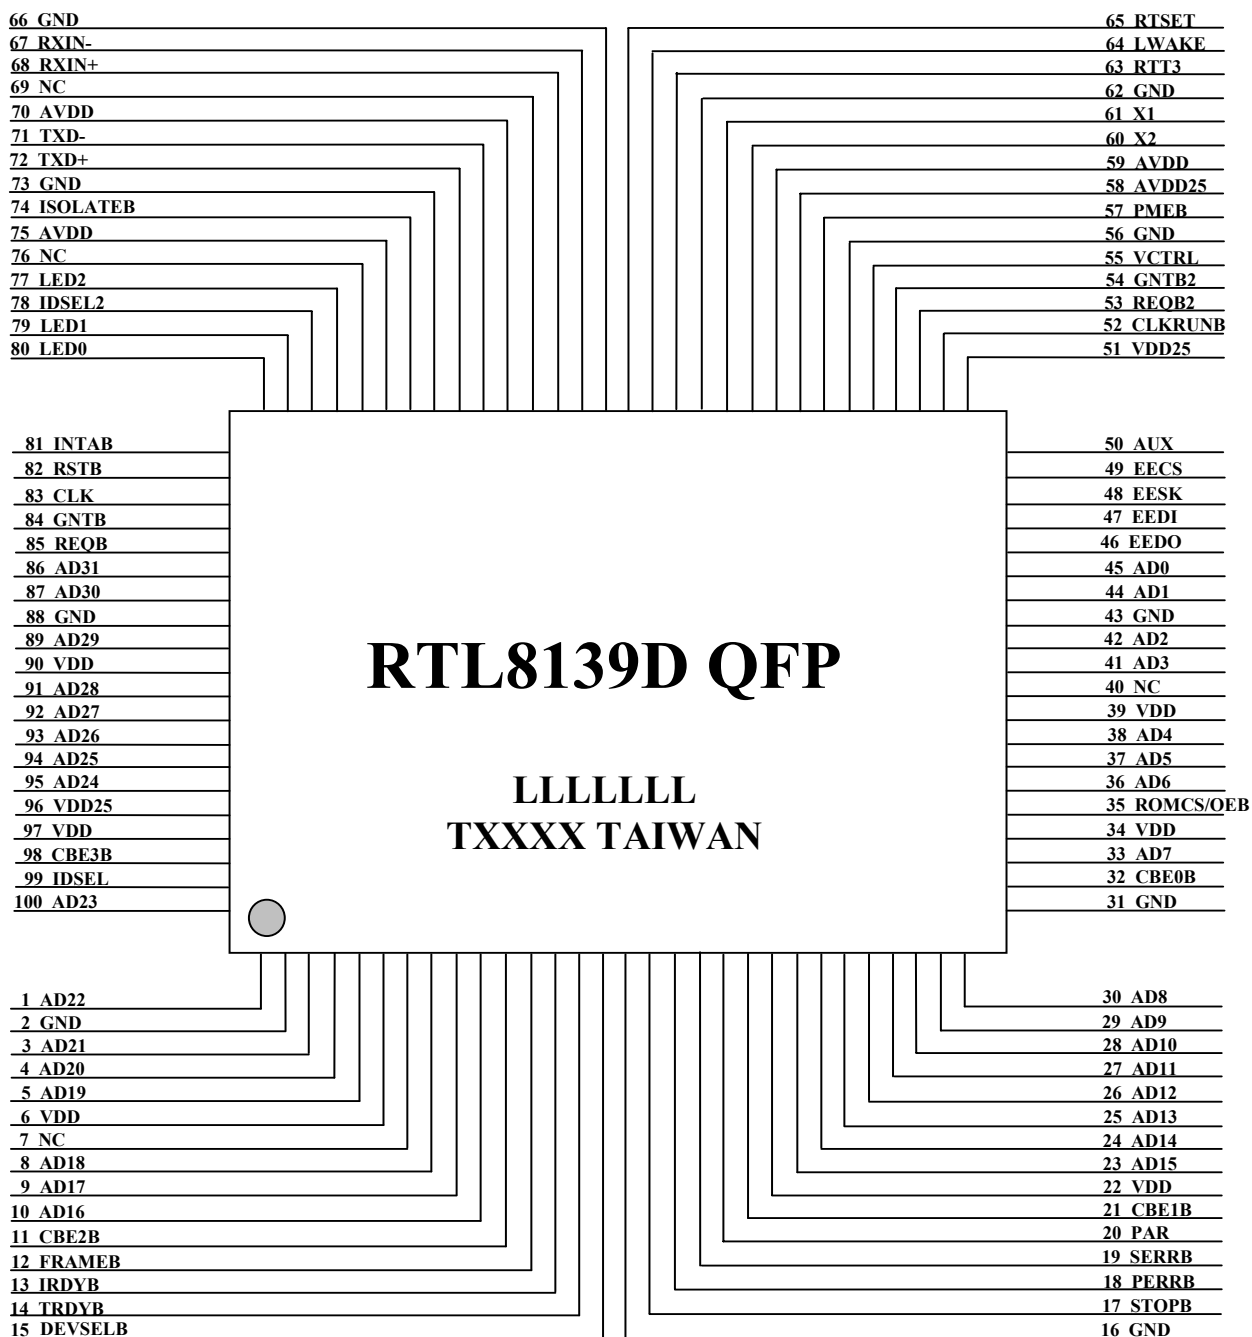 66 GND
67 RXIN-
68 RXIN+
69 NC
70 AVDD
71 TXD-
72 TXD+
73 GND
74 ISOLATEB
75 AVDD
76 NC
77 LED2
78 IDSEL2
79 LED1
80 LED0
65 RTSET
64 LWAKE
63 RTT3
62 GND
61 X1
60 X2
59 AVDD
58 AVDD25
57 PMEB
56 GND
55 VCTRL
54 GNTB2
53 REQB2
52 CLKRUNB
51 VDD25
81 INTAB
82 RSTB
83 CLK
84 GNTB
85 REQB
86 AD31
87 AD30
88 GND
89 AD29
90 VDD
91 AD28
92 AD27
93 AD26
94 AD25
95 AD24
96 VDD25
97 VDD
98 CBE3B
99 IDSEL
100 AD23
RTL8139D QFP
LLLLLLL
TXXXX TAIWAN
50 AUX
49 EECS
48 EESK
47 EEDI
46 EEDO
45 AD0
44 AD1
43 GND
42 AD2
41 AD3
40 NC
39 VDD
38 AD4
37 AD5
36 AD6
35 ROMCS/OEB
34 VDD
33 AD7
32 CBE0B
31 GND
1 AD22
2 GND
3 AD21
4 AD20
5 AD19
6 VDD
7 NC
8 AD18
9 AD17
10 AD16
11 CBE2B
12 FRAMEB
13 IRDYB
14 TRDYB
15 DEVSELB
30 AD8
29 AD9
28 AD10
27 AD11
26 AD12
25 AD13
24 AD14
23 AD15
22 VDD
21 CBE1B
20 PAR
19 SERRB
18 PERRB
17 STOPB
16 GND